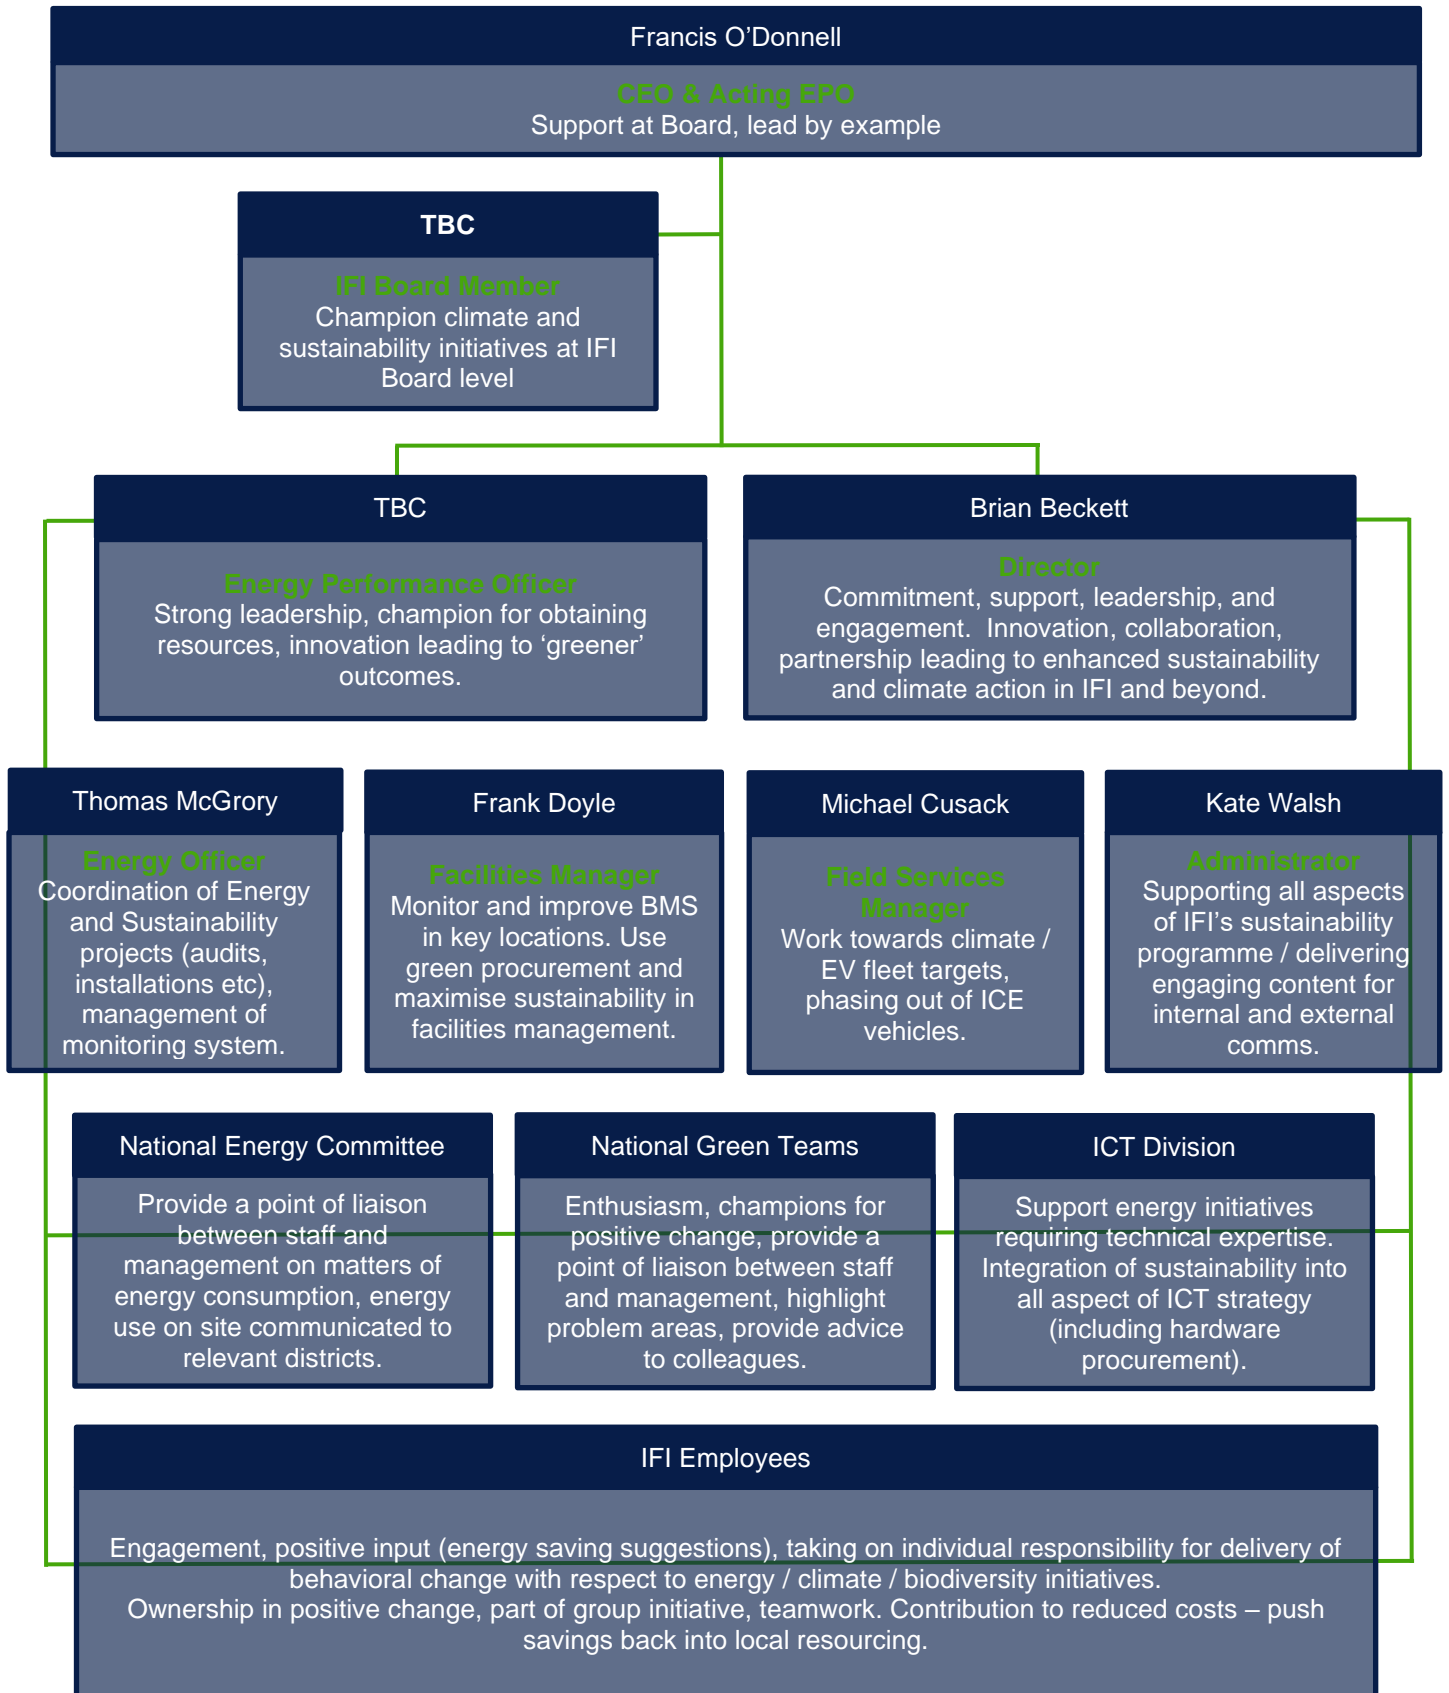 Francis O’Donnell
CEO & Acting EPO
Support at Board, lead by example
TBC
IFI Board Member
Champion climate and
sustainability initiatives at IFI
Board level
TBC
Energy Performance Officer
Strong leadership, champion for obtaining
resources, innovation leading to ‘greener’
outcomes.
Brian Beckett
Director
Commitment, support, leadership, and
engagement.  Innovation, collaboration,
partnership leading to enhanced sustainability
and climate action in IFI and beyond.
Thomas McGrory
Energy Officer
Coordination of Energy
and Sustainability
projects (audits,
installations etc),
management of
monitoring system.
Frank Doyle
Facilities Manager
Monitor and improve BMS
in key locations. Use
green procurement and
maximise sustainability in
facilities management.
Michael Cusack
Field Services
Manager
Work towards climate /
EV fleet targets,
phasing out of ICE
vehicles.
Kate Walsh
Administrator
Supporting all aspects
of IFI’s sustainability
programme / delivering
engaging content for
internal and external
comms.
National Energy Committee
Provide a point of liaison
between staff and
management on matters of
energy consumption, energy
use on site communicated to
relevant districts.
National Green Teams
Enthusiasm, champions for
positive change, provide a
point of liaison between staff
and management, highlight
problem areas, provide advice
to colleagues.
ICT Division
Support energy initiatives
requiring technical expertise.
Integration of sustainability into
all aspect of ICT strategy
(including hardware
procurement).
IFI Employees
Engagement, positive input (energy saving suggestions), taking on individual responsibility for delivery of
behavioral change with respect to energy / climate / biodiversity initiatives.
Ownership in positive change, part of group initiative, teamwork. Contribution to reduced costs – push
savings back into local resourcing.